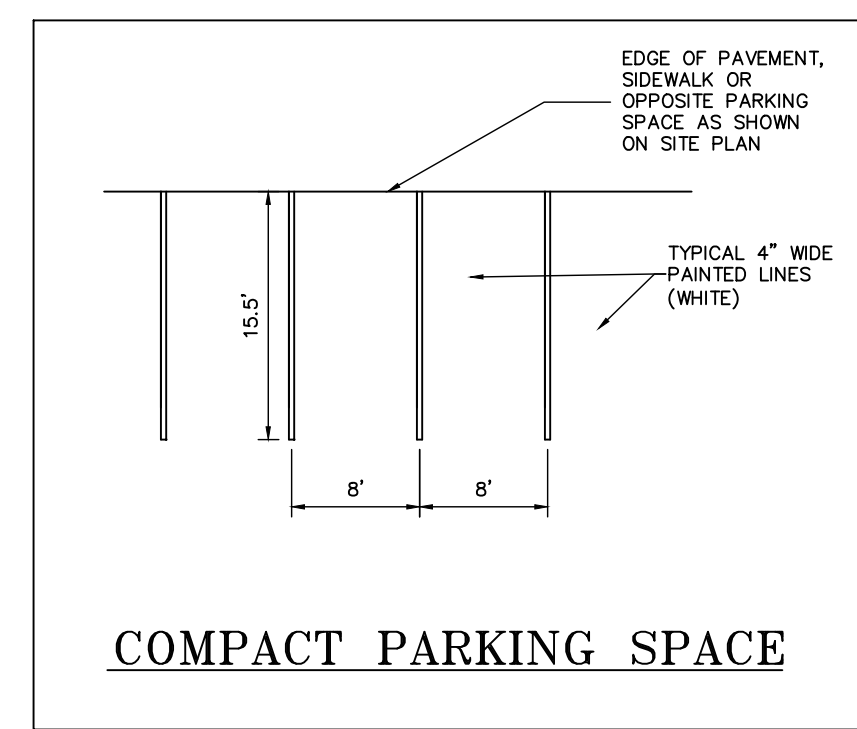 EDGE OF PAVEMENT,
SIDEWALK OR
OPPOSITE PARKING
SPACE AS SHOWN
ON SITE PLAN
TYPICAL 4" WIDE
PAINTED LINES
(WHITE)
15.5'
8'
8'
COMPACT PARKING SPACE